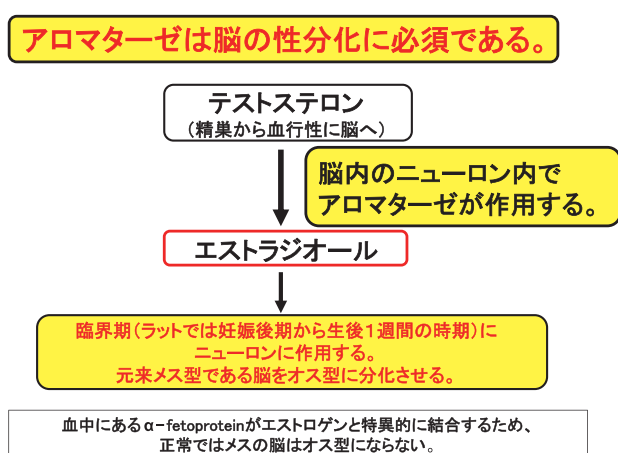 アロマターゼは脳の性分化に必須である。
テストステロン
(精巣から血行性に脳へ)
脳内のニューロン内で
アロマターゼが作用する。
エストラジオール
臨界期(ラットでは妊娠後期から生後1週間の時期)に
ニューロンに作用する。
元来メス型である脳をオス型に分化させる。
血中にあるα-fetoproteinがエストロゲンと特異的に結合するため、
正常ではメスの脳はオス型にならない。